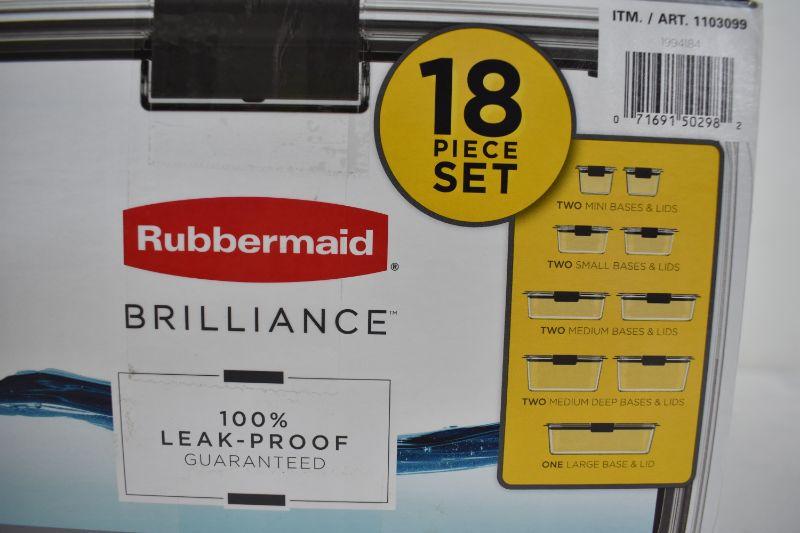 ITM. / ART. 1103099
1994184
0 71691 50298 2
18
PIECE
SET
TWO MINI BASES & LIDS
TWO SMALL BASES & LIDS
TWO MEDIUM BASES & LIDS
TWO MEDIUM DEEP BASES & LIDS
ONE LARGE BASE & LID
Rubbermaid®
BRILLIANCE™
100%
LEAK-PROOF
GUARANTEED